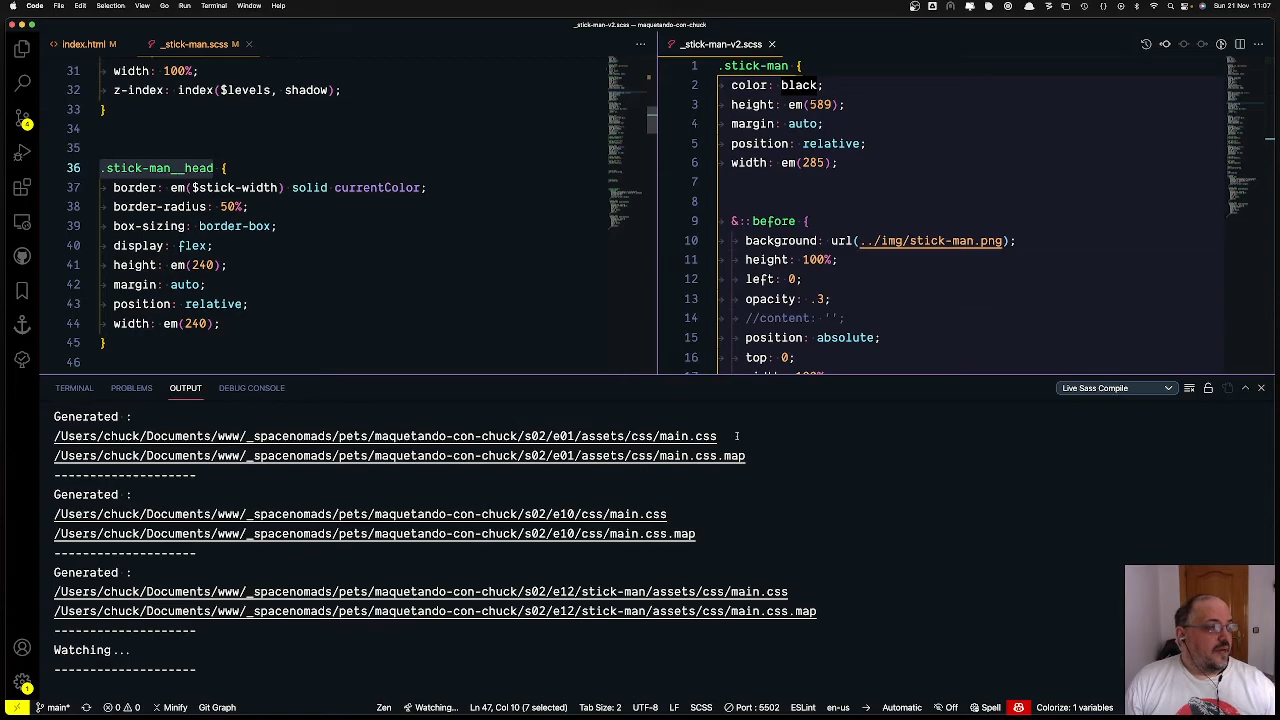 Code File Edit Selection View Go Run Terminal Window Help
Sun 21 Nov 11:07
_stick-man-v2.scss — maquetando-con-chuck
index.html M
_stick-man.scss M
_stick-man-v2.scss
31 width: 100%;
32 z-index: index($levels, shadow);
33 }
34
35
36 .stick-man__head {
37 border: em($stick-width) solid currentColor;
38 border-radius: 50%;
39 box-sizing: border-box;
40 display: flex;
41 height: em(240);
42 margin: auto;
43 position: relative;
44 width: em(240);
45 }
46
1 .stick-man {
2 color: black;
3 height: em(589);
4 margin: auto;
5 position: relative;
6 width: em(285);
7
8
9 &::before {
10 background: url(../img/stick-man.png);
11 height: 100%;
12 left: 0;
13 opacity: .3;
14 //content: '';
15 position: absolute;
16 top: 0;
TERMINAL PROBLEMS OUTPUT DEBUG CONSOLE
Live Sass Compile
Generated :
/Users/chuck/Documents/www/_spacenomads/pets/maquetando-con-chuck/s02/e01/assets/css/main.css
/Users/chuck/Documents/www/_spacenomads/pets/maquetando-con-chuck/s02/e01/assets/css/main.css.map
--------------------
Generated :
/Users/chuck/Documents/www/_spacenomads/pets/maquetando-con-chuck/s02/e10/css/main.css
/Users/chuck/Documents/www/_spacenomads/pets/maquetando-con-chuck/s02/e10/css/main.css.map
--------------------
Generated :
/Users/chuck/Documents/www/_spacenomads/pets/maquetando-con-chuck/s02/e12/stick-man/assets/css/main.css
/Users/chuck/Documents/www/_spacenomads/pets/maquetando-con-chuck/s02/e12/stick-man/assets/css/main.css.map
--------------------
Watching...
--------------------
4
1
main* 0 0 Minify Git Graph Zen Watching... Ln 47, Col 10 (7 selected) Tab Size: 2 UTF-8 LF SCSS Port : 5502 ESLint en-us Automatic Off Spell Colorize: 1 variables